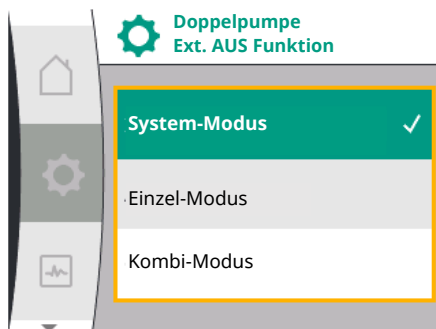 Doppelpumpe
Ext. AUS Funktion
System-Modus
Einzel-Modus
Kombi-Modus